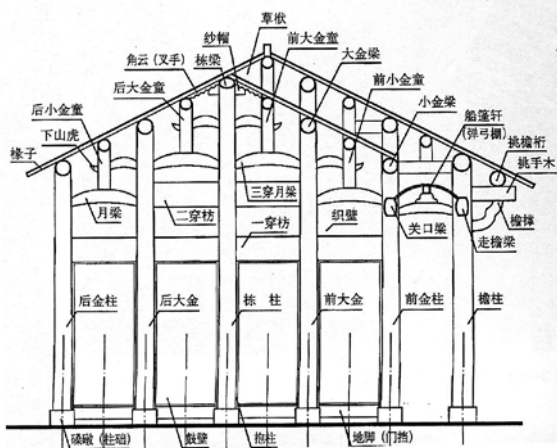 草栿
纱帽
前大金童
角云(叉手)
栋梁
大金梁
后大金童
前小金童
后小金童
小金梁
船篷轩
(弹弓棚)
下山虎
挑檐桁
椽子
挑手木
三穿月梁
月梁
二穿枋
织壁
檐撑
一穿枋
关口梁
走檐梁
后金柱
后大金
栋柱
前大金
前金柱
檐柱
磉墩(柱础)
鼓壁
抱柱
地脚(门挡)